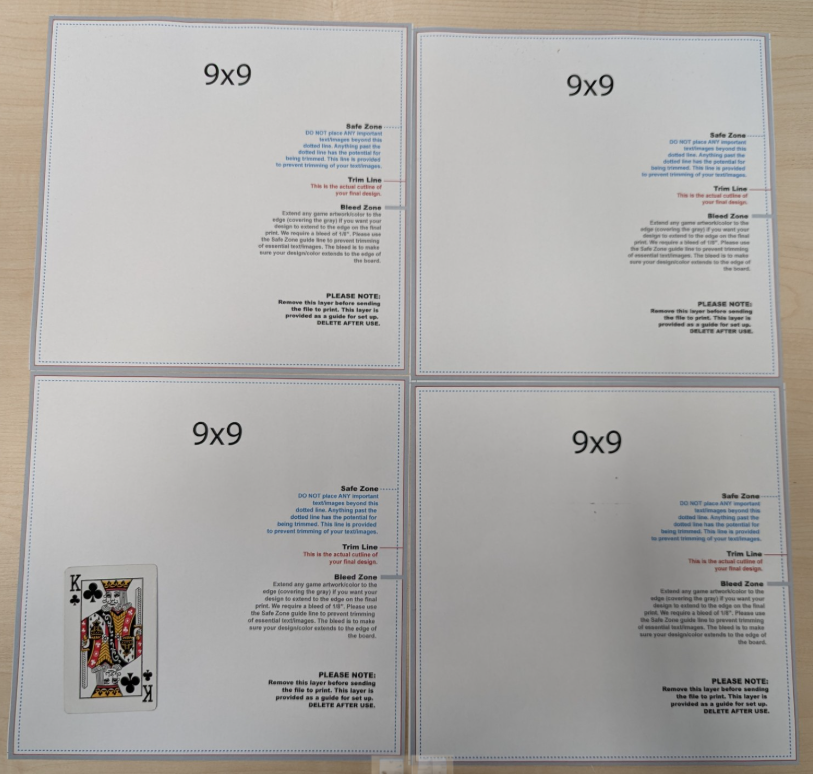 9x9
Safe Zone
DO NOT place ANY important
text/images beyond this
dotted line. Anything past the
dotted line has the potential for
being trimmed. This line is provided
to prevent trimming of your text/images.
Trim Line
This is the actual cutline of
your final design.
Bleed Zone
Extend any game artwork/color to the
edge (covering the gray) if you want your
design to extend to the edge on the final
print. We require a bleed of 1/8". Please use
the Safe Zone guide line to prevent trimming
of essential text/images. The bleed is to make
sure your design/color extends to the edge of
the board.
PLEASE NOTE:
Remove this layer before sending
the file to print. This layer is
provided as a guide for set up.
DELETE AFTER USE.
9x9
Safe Zone
DO NOT place ANY important
text/images beyond this
dotted line. Anything past the
dotted line has the potential for
being trimmed. This line is provided
to prevent trimming of your text/images.
Trim Line
This is the actual cutline of
your final design.
Bleed Zone
Extend any game artwork/color to the
edge (covering the gray) if you want your
design to extend to the edge on the final
print. We require a bleed of 1/8". Please use
the Safe Zone guide line to prevent trimming
of essential text/images. The bleed is to make
sure your design/color extends to the edge of
the board.
PLEASE NOTE:
Remove this layer before sending
the file to print. This layer is
provided as a guide for set up.
DELETE AFTER USE.
9x9
Safe Zone
DO NOT place ANY important
text/images beyond this
dotted line. Anything past the
dotted line has the potential for
being trimmed. This line is provided
to prevent trimming of your text/images.
Trim Line
This is the actual cutline of
your final design.
Bleed Zone
Extend any game artwork/color to the
edge (covering the gray) if you want your
design to extend to the edge on the final
print. We require a bleed of 1/8". Please use
the Safe Zone guide line to prevent trimming
of essential text/images. The bleed is to make
sure your design/color extends to the edge of
the board.
PLEASE NOTE:
Remove this layer before sending
the file to print. This layer is
provided as a guide for set up.
DELETE AFTER USE.
K
K
9x9
Safe Zone
DO NOT place ANY important
text/images beyond this
dotted line. Anything past the
dotted line has the potential for
being trimmed. This line is provided
to prevent trimming of your text/images.
Trim Line
This is the actual cutline of
your final design.
Bleed Zone
Extend any game artwork/color to the
edge (covering the gray) if you want your
design to extend to the edge on the final
print. We require a bleed of 1/8". Please use
the Safe Zone guide line to prevent trimming
of essential text/images. The bleed is to make
sure your design/color extends to the edge of
the board.
PLEASE NOTE:
Remove this layer before sending
the file to print. This layer is
provided as a guide for set up.
DELETE AFTER USE.